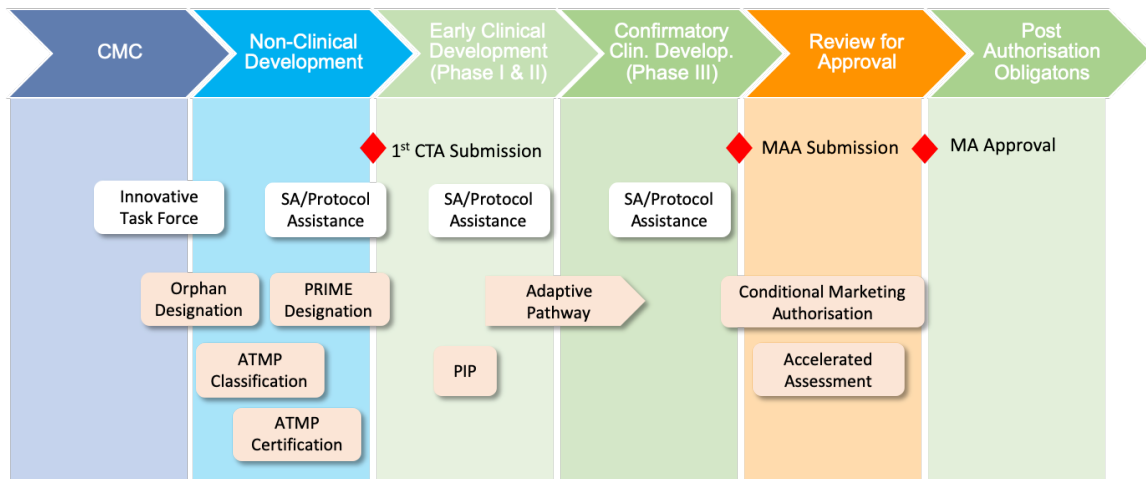 CMC
Non-Clinical
Development
Early Clinical
Development
(Phase I & II)
Confirmatory
Clin. Develop.
(Phase III)
Review for
Approval
Post
Authorisation
Obligatons
1st CTA Submission
MAA Submission
MA Approval
Innovative
Task Force
SA/Protocol
Assistance
SA/Protocol
Assistance
SA/Protocol
Assistance
Orphan
Designation
PRIME
Designation
Adaptive
Pathway
Conditional Marketing
Authorisation
ATMP
Classification
PIP
Accelerated
Assessment
ATMP
Certification